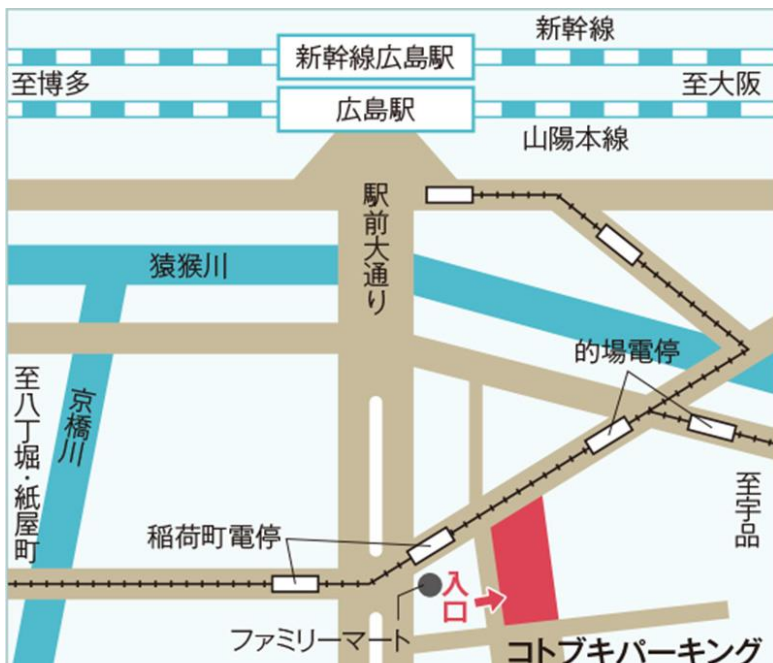 新幹線
新幹線広島駅
至博多
至大阪
広島駅
山陽本線
駅前大通り
猿猴川
的場電停
至八丁堀・紙屋町
京橋川
至宇品
稲荷町電停
入口
ファミリーマート
コトブキパーキング